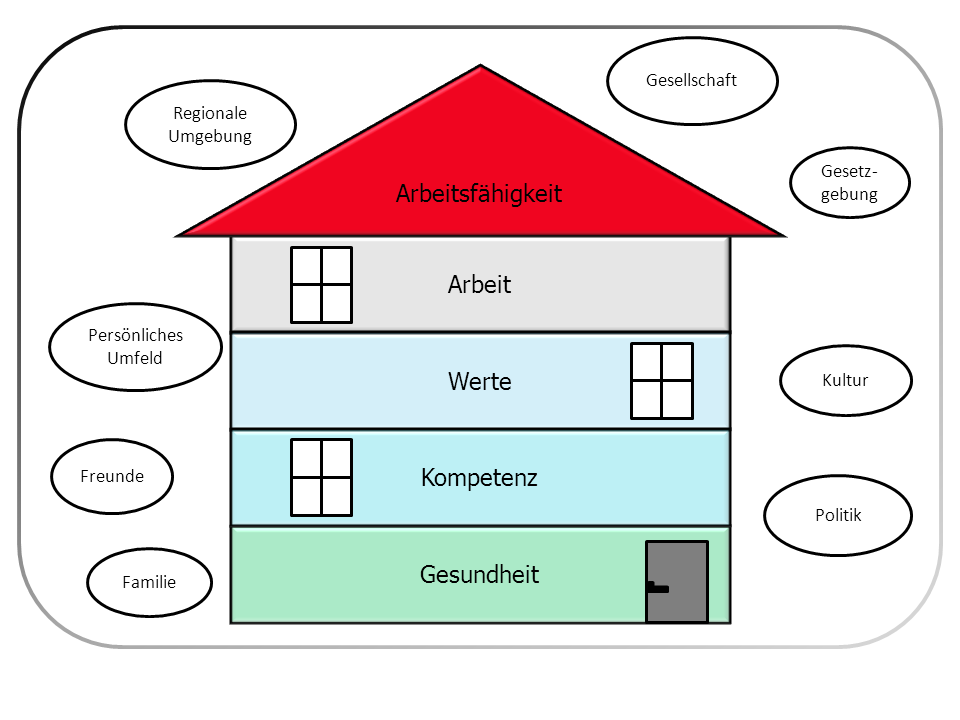 Gesellschaft
Regionale
Umgebung
Gesetz-
gebung
Arbeitsfähigkeit
Arbeit
Persönliches
Umfeld
Werte
Kultur
Freunde
Kompetenz
Politik
Familie
Gesundheit